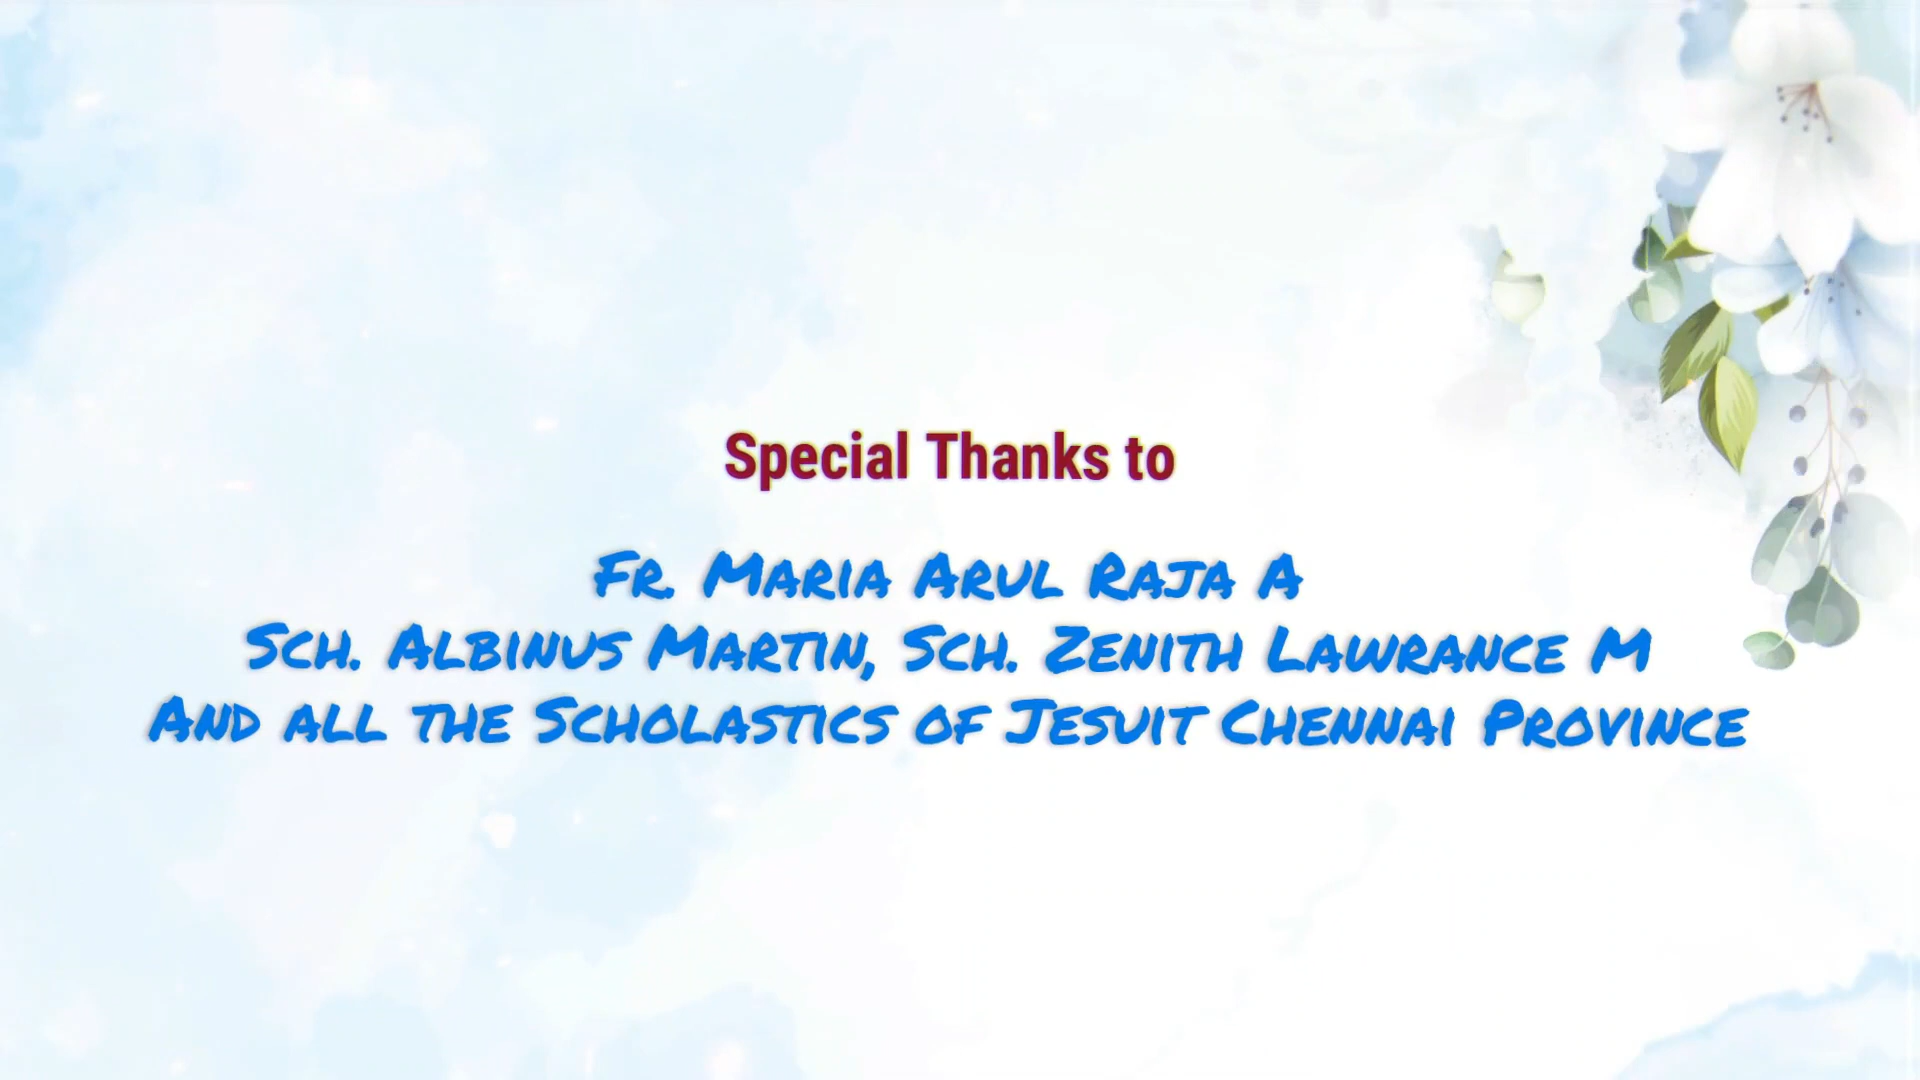 Special Thanks to
Fr. Maria Arul Raja A
Sch. Albinus Martin, Sch. Zenith Lawrance M
And all the Scholastics of Jesuit Chennai Province